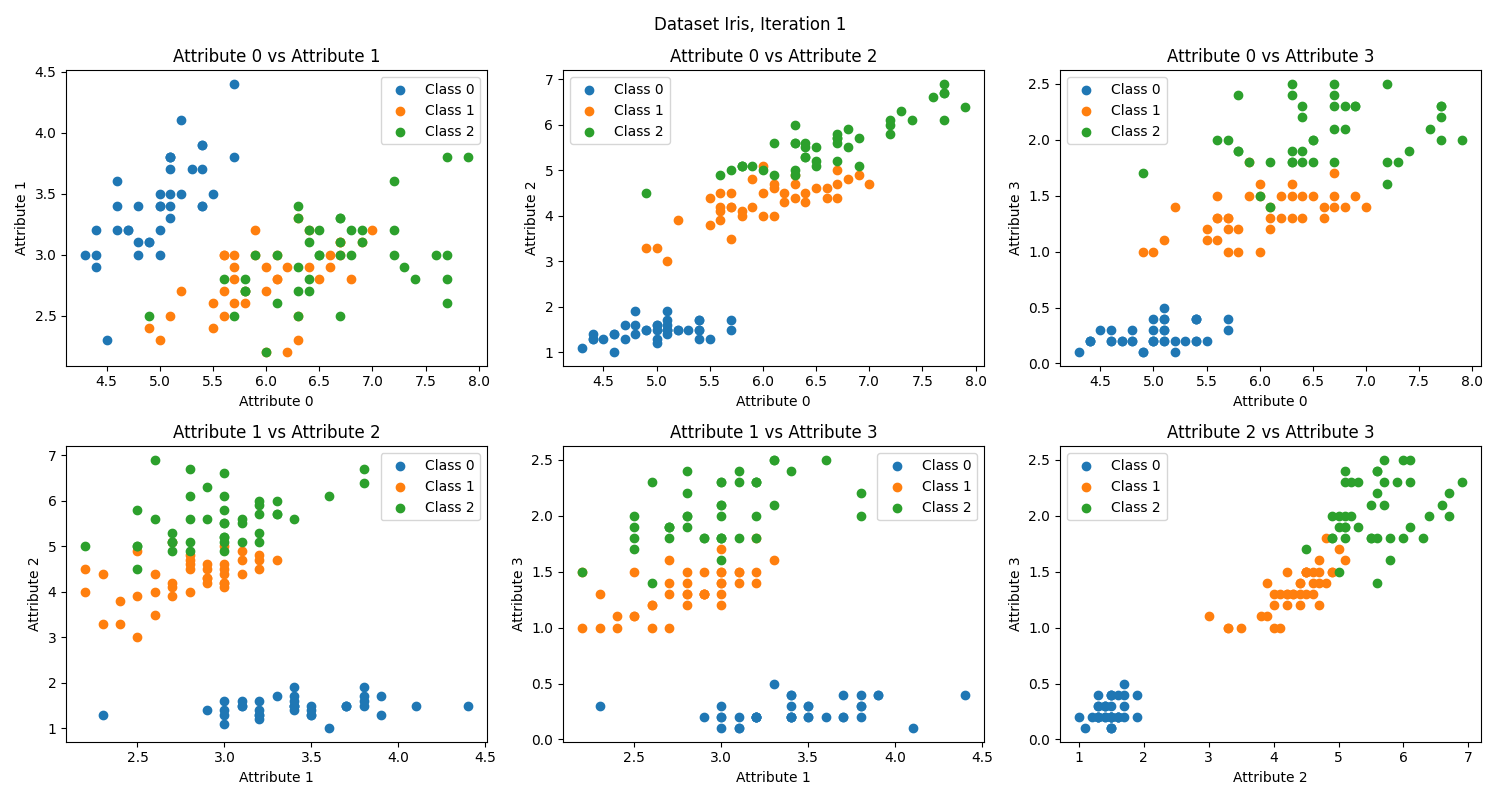 Dataset Iris, Iteration 1
Attribute 0 vs Attribute 1
4.5
4.0
3.5
3.0
2.5
Attribute 1
Class 0
Class 1
Class 2
4.5 5.0 5.5 6.0 6.5 7.0 7.5 8.0
Attribute 0
Attribute 0 vs Attribute 2
7
6
5
4
3
2
1
Attribute 2
Class 0
Class 1
Class 2
4.5 5.0 5.5 6.0 6.5 7.0 7.5 8.0
Attribute 0
Attribute 0 vs Attribute 3
2.5
2.0
1.5
1.0
0.5
0.0
Attribute 3
Class 0
Class 1
Class 2
4.5 5.0 5.5 6.0 6.5 7.0 7.5 8.0
Attribute 0
Attribute 1 vs Attribute 2
7
6
5
4
3
2
1
Attribute 2
Class 0
Class 1
Class 2
2.5 3.0 3.5 4.0 4.5
Attribute 1
Attribute 1 vs Attribute 3
2.5
2.0
1.5
1.0
0.5
0.0
Attribute 3
Class 0
Class 1
Class 2
2.5 3.0 3.5 4.0 4.5
Attribute 1
Attribute 2 vs Attribute 3
2.5
2.0
1.5
1.0
0.5
0.0
Attribute 3
Class 0
Class 1
Class 2
1 2 3 4 5 6 7
Attribute 2